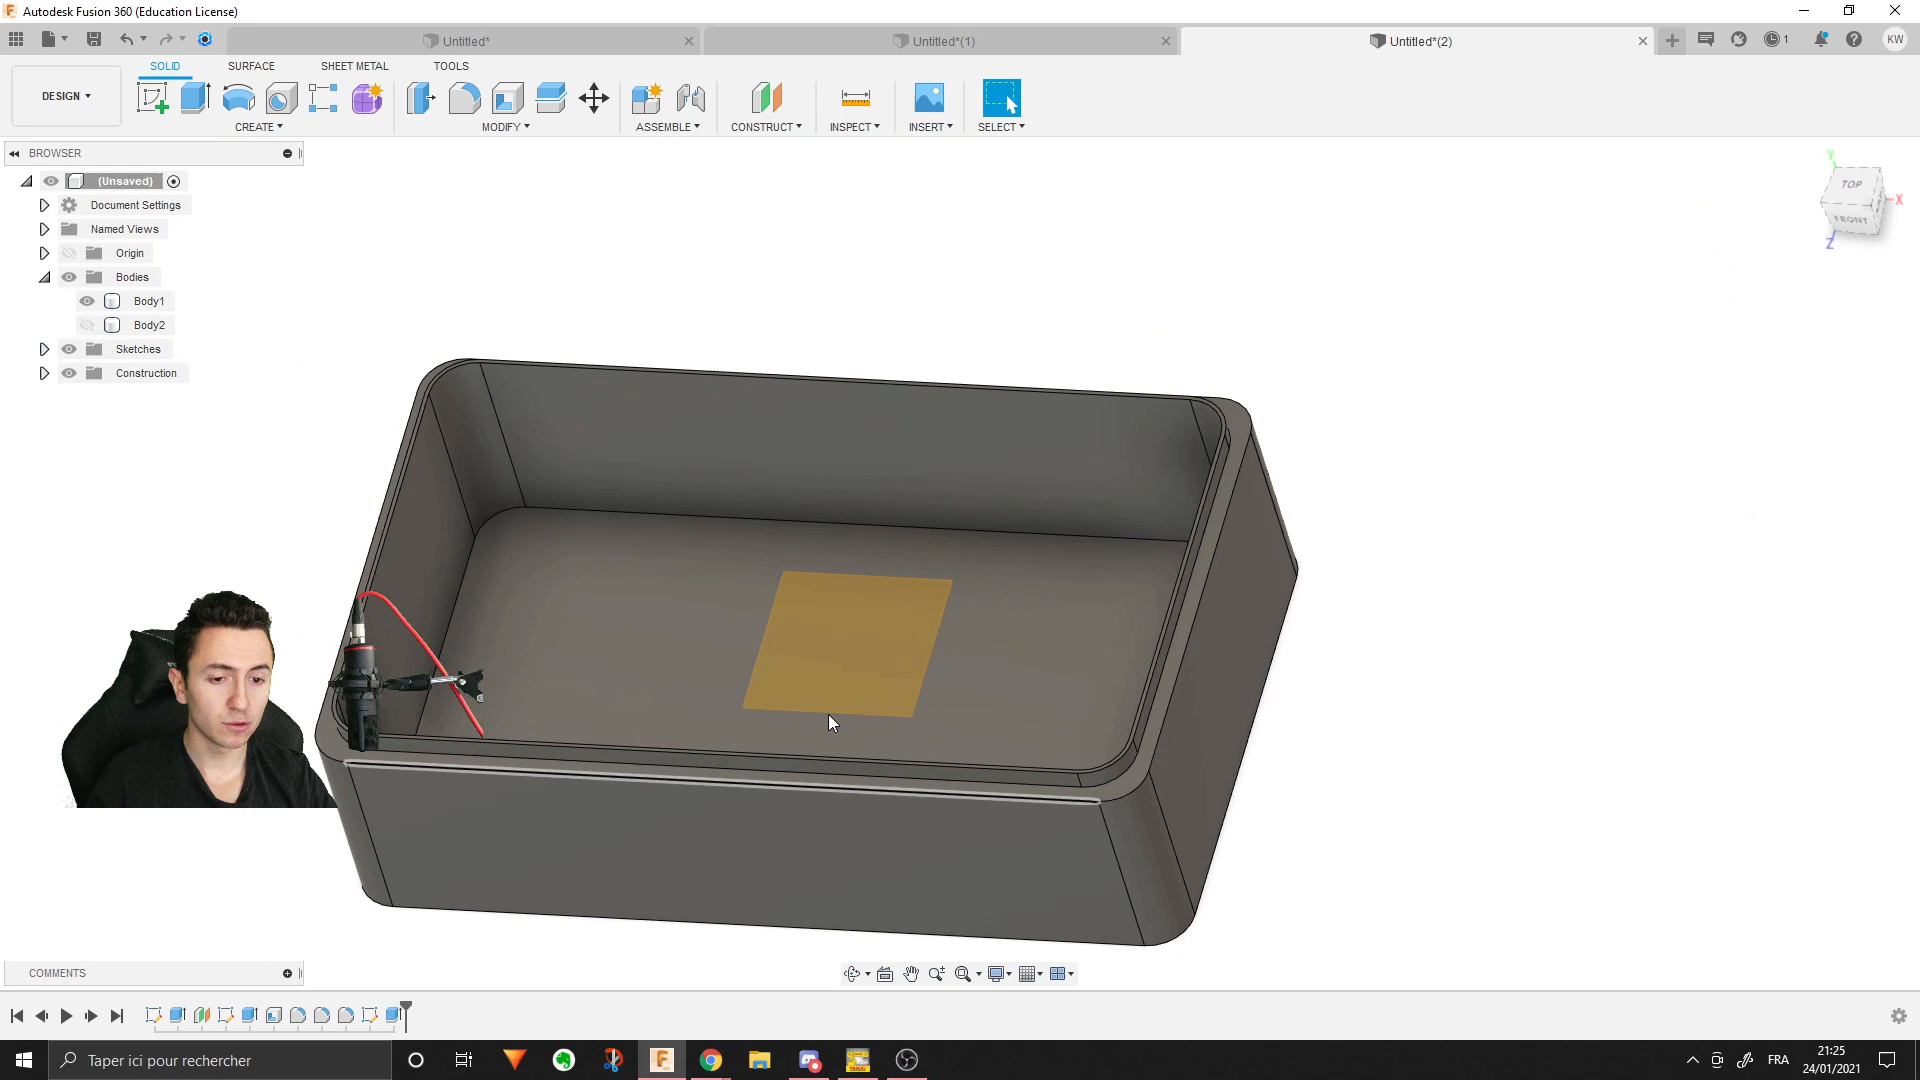 Autodesk Fusion 360 (Education License)
Untitled*
Untitled*(1)
Untitled*(2)
1
KW
DESIGN
SOLID
SURFACE
SHEET METAL
TOOLS
CREATE
MODIFY
ASSEMBLE
CONSTRUCT
INSPECT
INSERT
SELECT
BROWSER
(Unsaved)
Document Settings
Named Views
Origin
Bodies
Body1
Body2
Sketches
Construction
Y
TOP
X
FRONT
Z
COMMENTS
Taper ici pour rechercher
FRA
21:25
24/01/2021